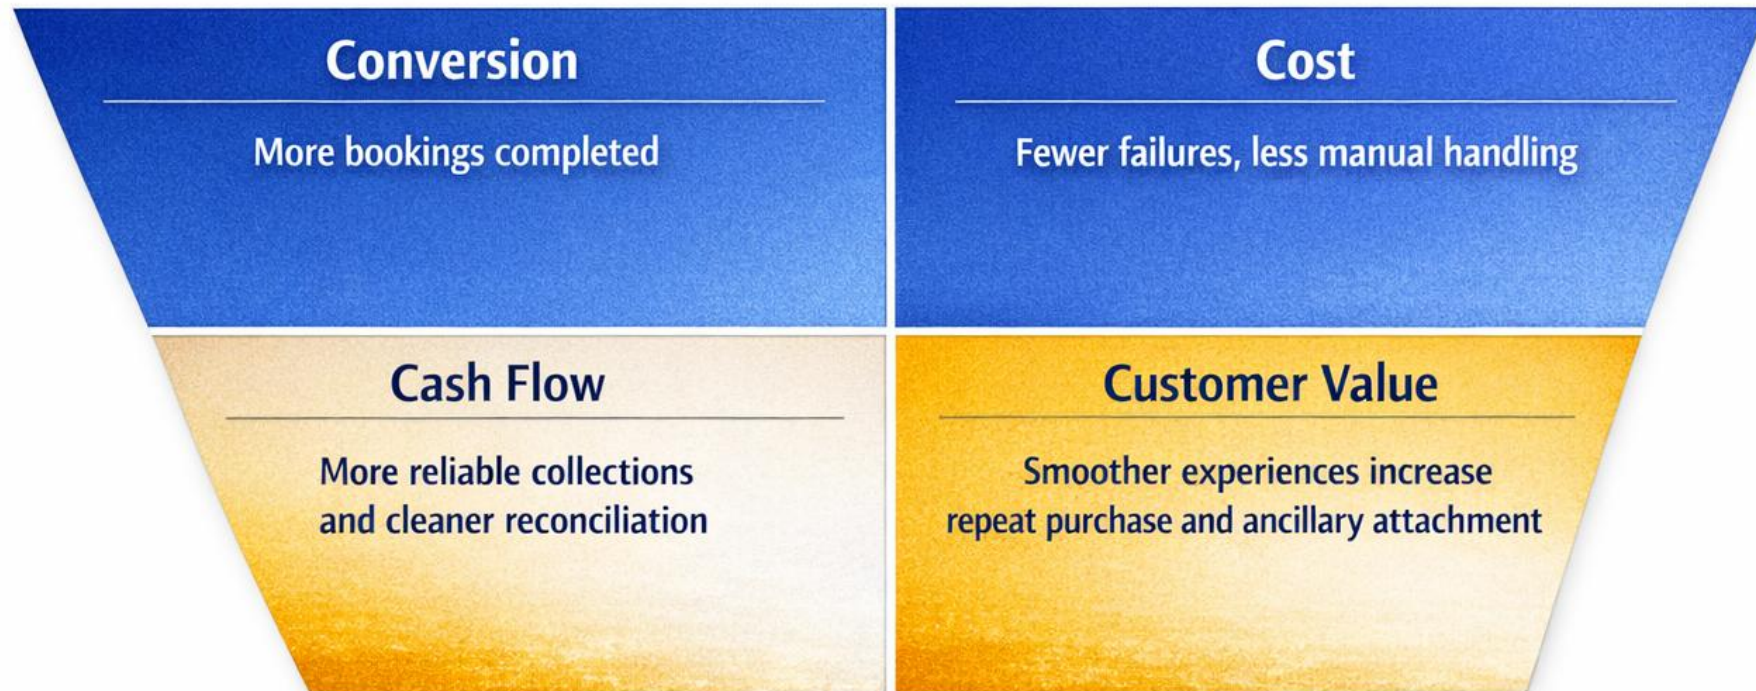 Conversion
More bookings completed
Cost
Fewer failures, less manual handling
Cash Flow
More reliable collections
and cleaner reconciliation
Customer Value
Smoother experiences increase
repeat purchase and ancillary attachment